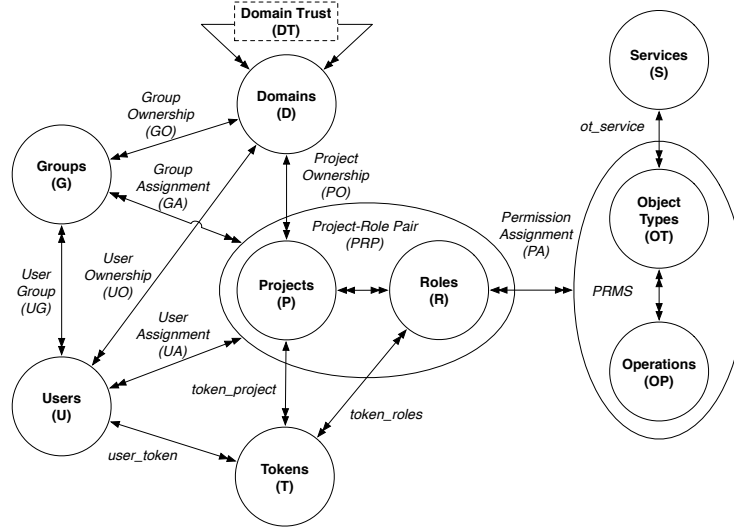 Domain Trust
(DT)
Services
(S)
Domains
(D)
Group
Ownership
(GO)
ot_service
Groups
(G)
Group
Assignment
(GA)
Project
Ownership
(PO)
Object
Types
(OT)
Project-Role Pair
(PRP)
Permission
Assignment
(PA)
User
Group
(UG)
User
Ownership
(UO)
Projects
(P)
Roles
(R)
PRMS
User
Assignment
(UA)
Operations
(OP)
Users
(U)
token_project
token_roles
user_token
Tokens
(T)